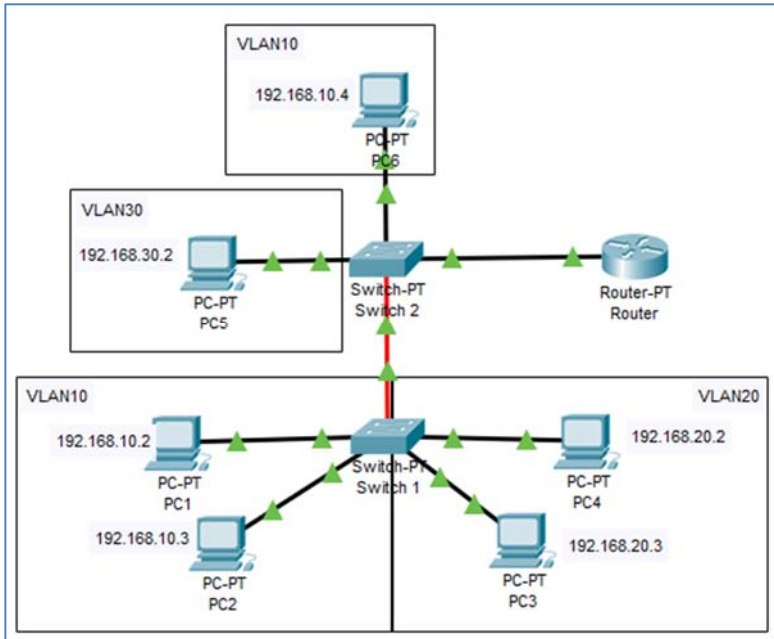 VLAN10
192.168.10.4
PC-PT
PC6
VLAN30
192.168.30.2
PC-PT
PC5
Switch-PT
Switch 2
Router-PT
Router
VLAN10
VLAN20
192.168.10.2
PC-PT
PC1
Switch-PT
Switch 1
192.168.20.2
PC-PT
PC4
192.168.10.3
PC-PT
PC2
192.168.20.3
PC-PT
PC3